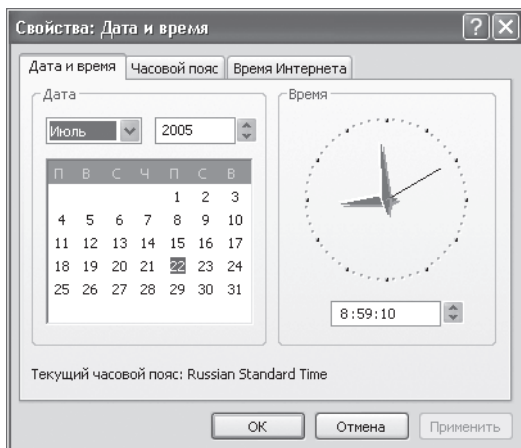 Свойства: Дата и время
Дата и время Часовой пояс Время Интернета
Дата
Время
Июль 2005
П В С Ч П С В
1 2 3
4 5 6 7 8 9 10
11 12 13 14 15 16 17
18 19 20 21 22 23 24
25 26 27 28 29 30 31
8:59:10
Текущий часовой пояс: Russian Standard Time
ОК Отмена Применить